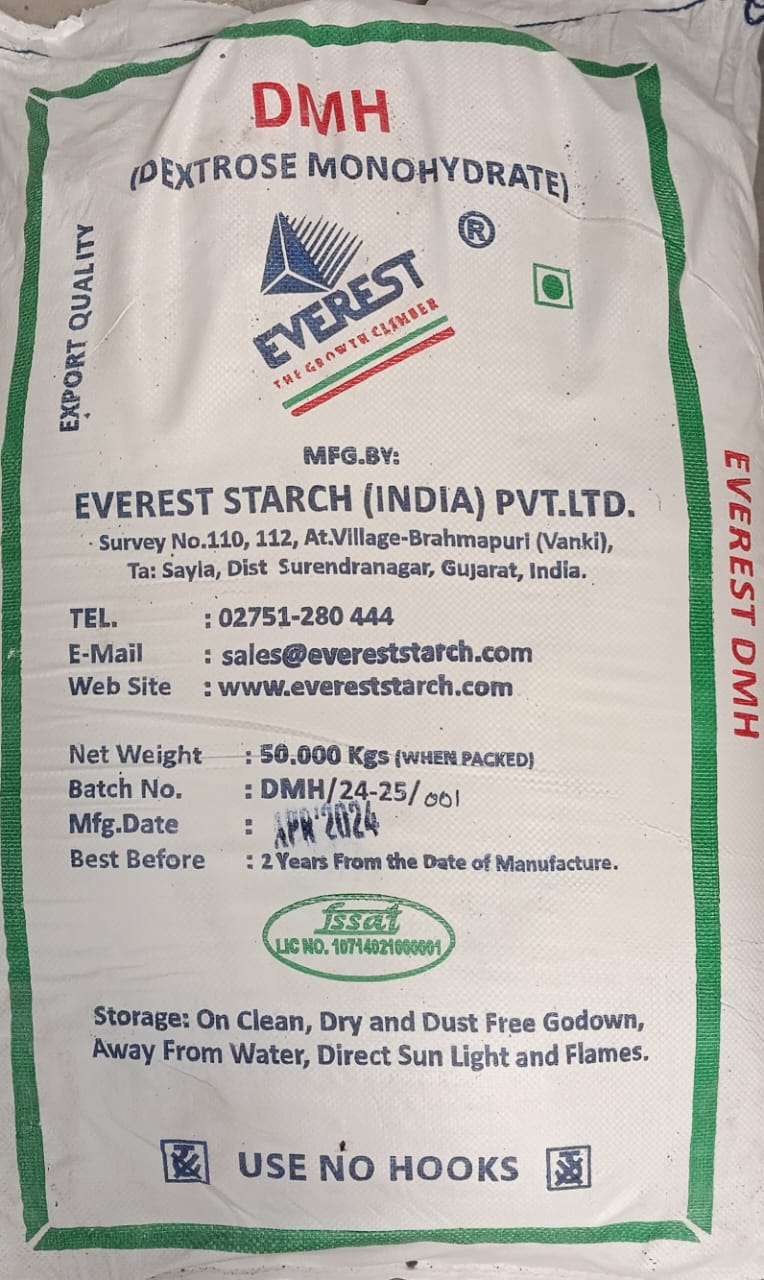 DMH
(DEXTROSE MONOHYDRATE)
EXPORT QUALITY
®
EVEREST
THE GROWTH CLIMBER
MFG.BY:
EVEREST STARCH (INDIA) PVT.LTD.
Survey No.110, 112, At.Village-Brahmapuri (Vanki),
Ta: Sayla, Dist Surendranagar, Gujarat, India.
TEL. : 02751-280 444
E-Mail : sales@evereststarch.com
Web Site : www.evereststarch.com
Net Weight : 50.000 Kgs (WHEN PACKED)
Batch No. : DMH/24-25/001
Mfg.Date : APR'2024
Best Before : 2 Years From the Date of Manufacture.
fssai
LIC NO. 10714021000001
Storage: On Clean, Dry and Dust Free Godown,
Away From Water, Direct Sun Light and Flames.
USE NO HOOKS
EVEREST DMH